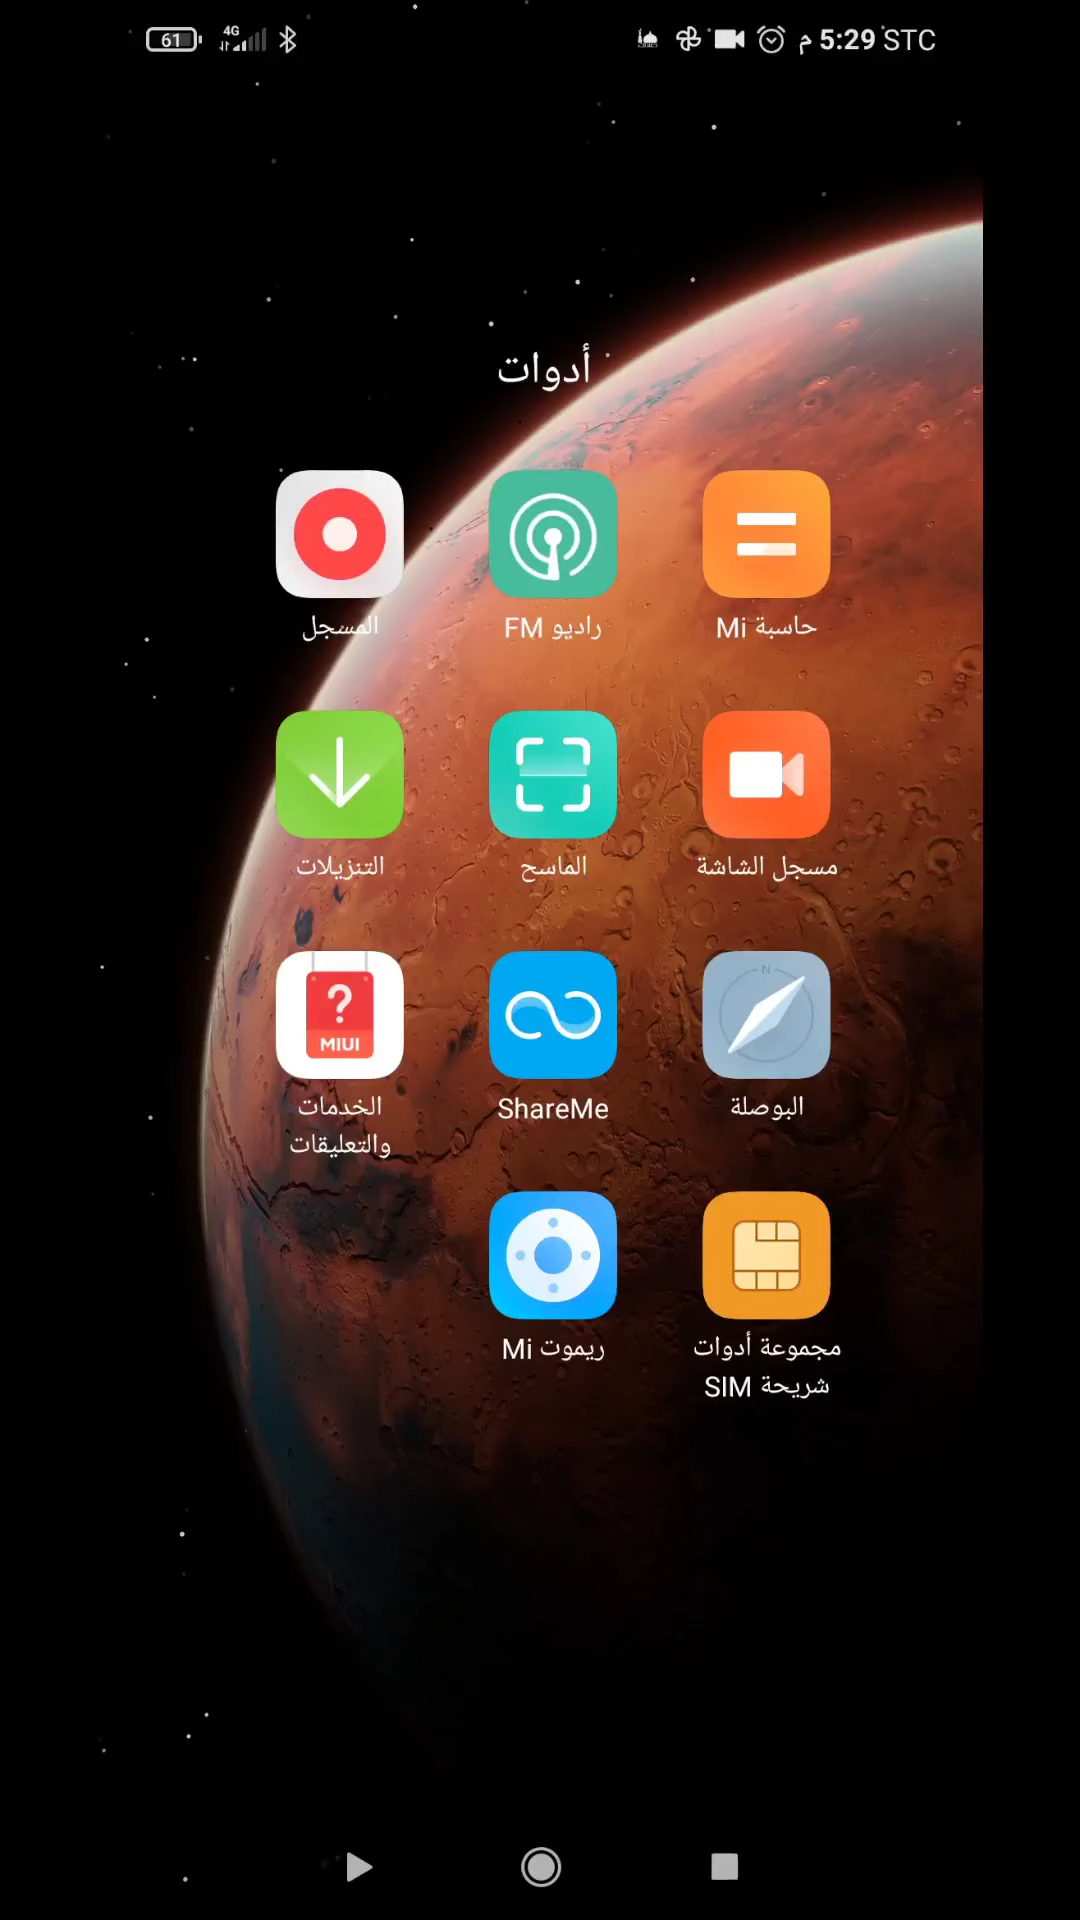 STC 5:29 م 4G 61
أدوات
حاسبة Mi
راديو FM
المسجل
مسجل الشاشة
الماسح
التنزيلات
N
MIUI
البوصلة
ShareMe
الخدمات
والتعليقات
مجموعة أدوات
شريحة SIM
ريموت Mi